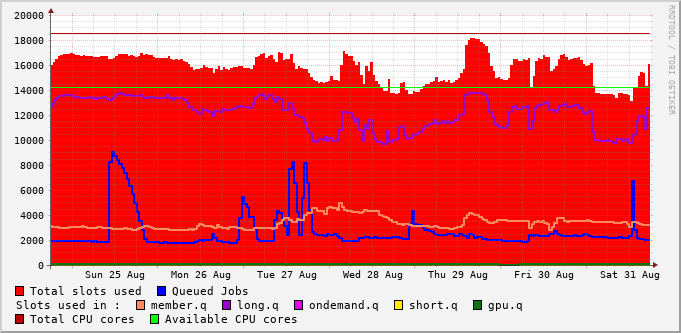 20000
18000
16000
14000
12000
10000
8000
6000
4000
2000
0
Sun 25 Aug Mon 26 Aug Tue 27 Aug Wed 28 Aug Thu 29 Aug Fri 30 Aug Sat 31 Aug
Total slots used Queued Jobs
Slots used in : member.q long.q ondemand.q short.q gpu.q
Total CPU cores Available CPU cores
RRDTOOL / TOBI OETIKER